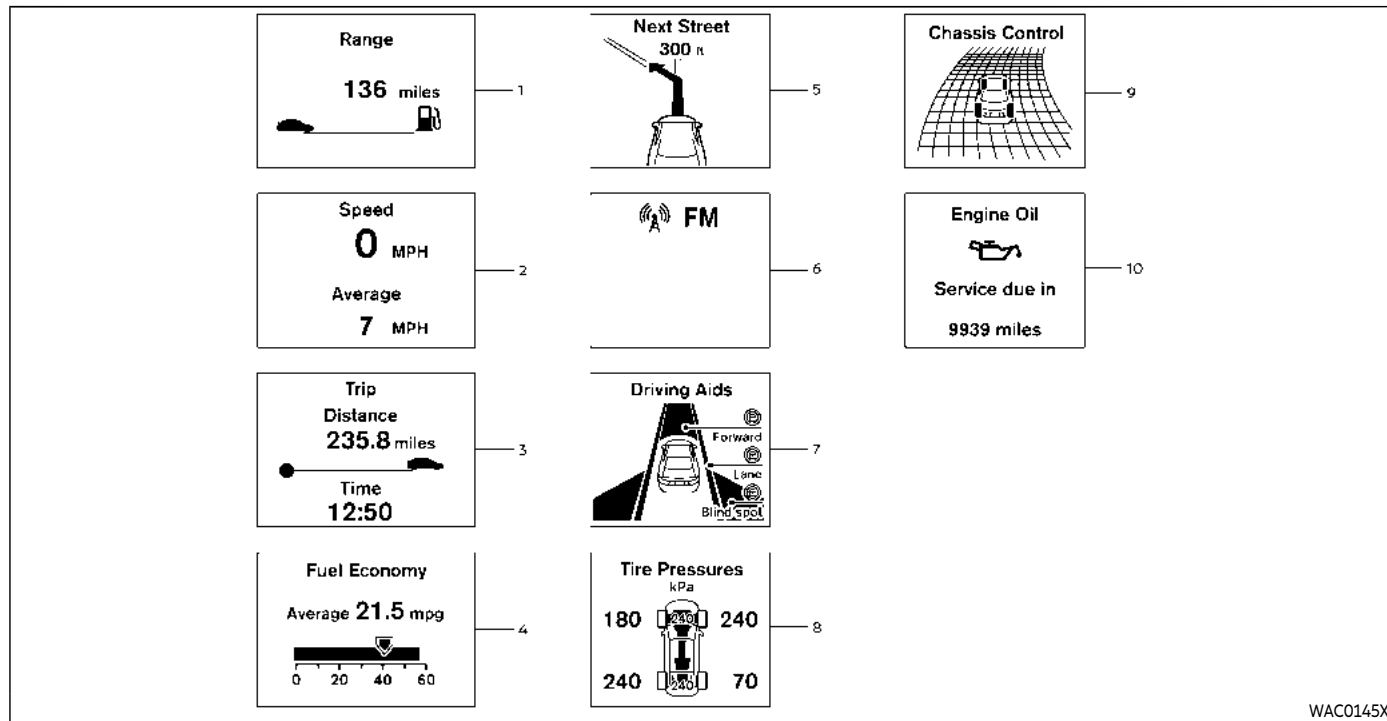 Range
136 miles
1
Speed
0 MPH
Average
7 MPH
2
Trip
Distance
235.8 miles
Time
12:50
3
Fuel Economy
Average 21.5 mpg
0 20 40 60
4
Next Street
300 ft
5
FM
6
Driving Aids
Forward
Lane
Blind spot
7
Tire Pressures
kPa
180 240 240
240 240 70
8
Chassis Control
9
Engine Oil
Service due in
9939 miles
10
WAC0145X